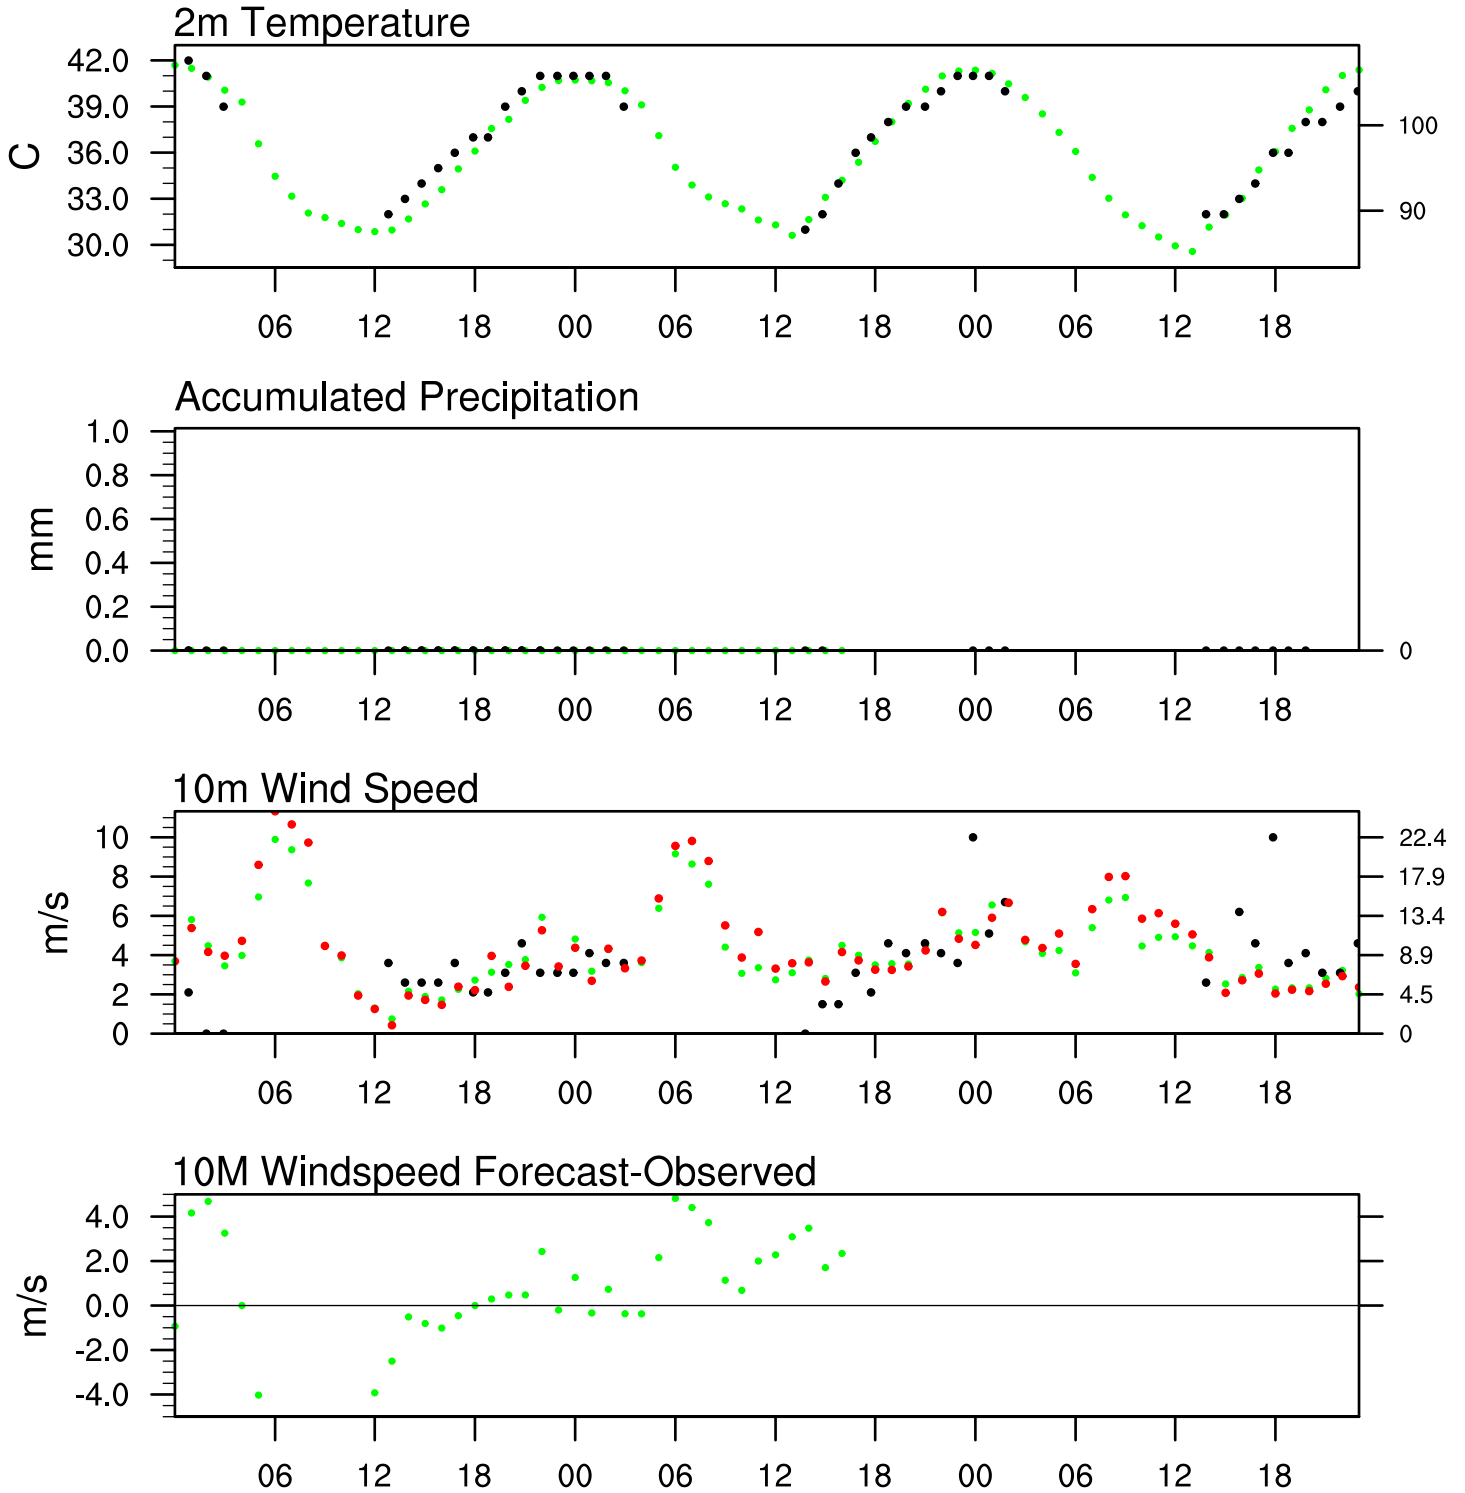 2m Temperature
42.0
39.0
36.0
33.0
30.0
C
100
90
06 12 18 00 06 12 18 00 06 12 18
Accumulated Precipitation
1.0
0.8
0.6
0.4
0.2
0.0
mm
0
06 12 18 00 06 12 18 00 06 12 18
10m Wind Speed
10
8
6
4
2
0
m/s
22.4
17.9
13.4
8.9
4.5
0
06 12 18 00 06 12 18 00 06 12 18
10M Windspeed Forecast-Observed
4.0
2.0
0.0
-2.0
-4.0
m/s
06 12 18 00 06 12 18 00 06 12 18